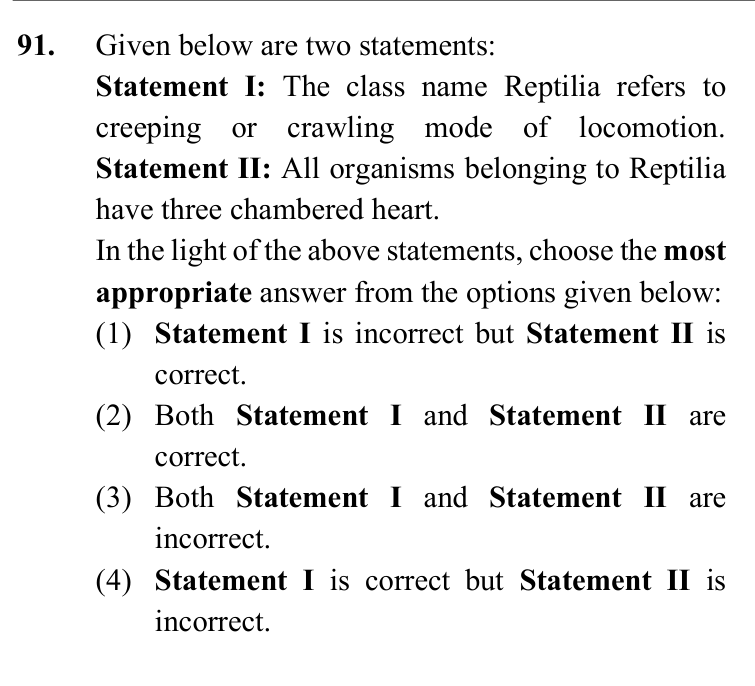 91. Given below are two statements:
Statement I: The class name Reptilia refers to
creeping or crawling mode of locomotion.
Statement II: All organisms belonging to Reptilia
have three chambered heart.
In the light of the above statements, choose the most
appropriate answer from the options given below:
(1) Statement I is incorrect but Statement II is
correct.
(2) Both Statement I and Statement II are
correct.
(3) Both Statement I and Statement II are
incorrect.
(4) Statement I is correct but Statement II is
incorrect.